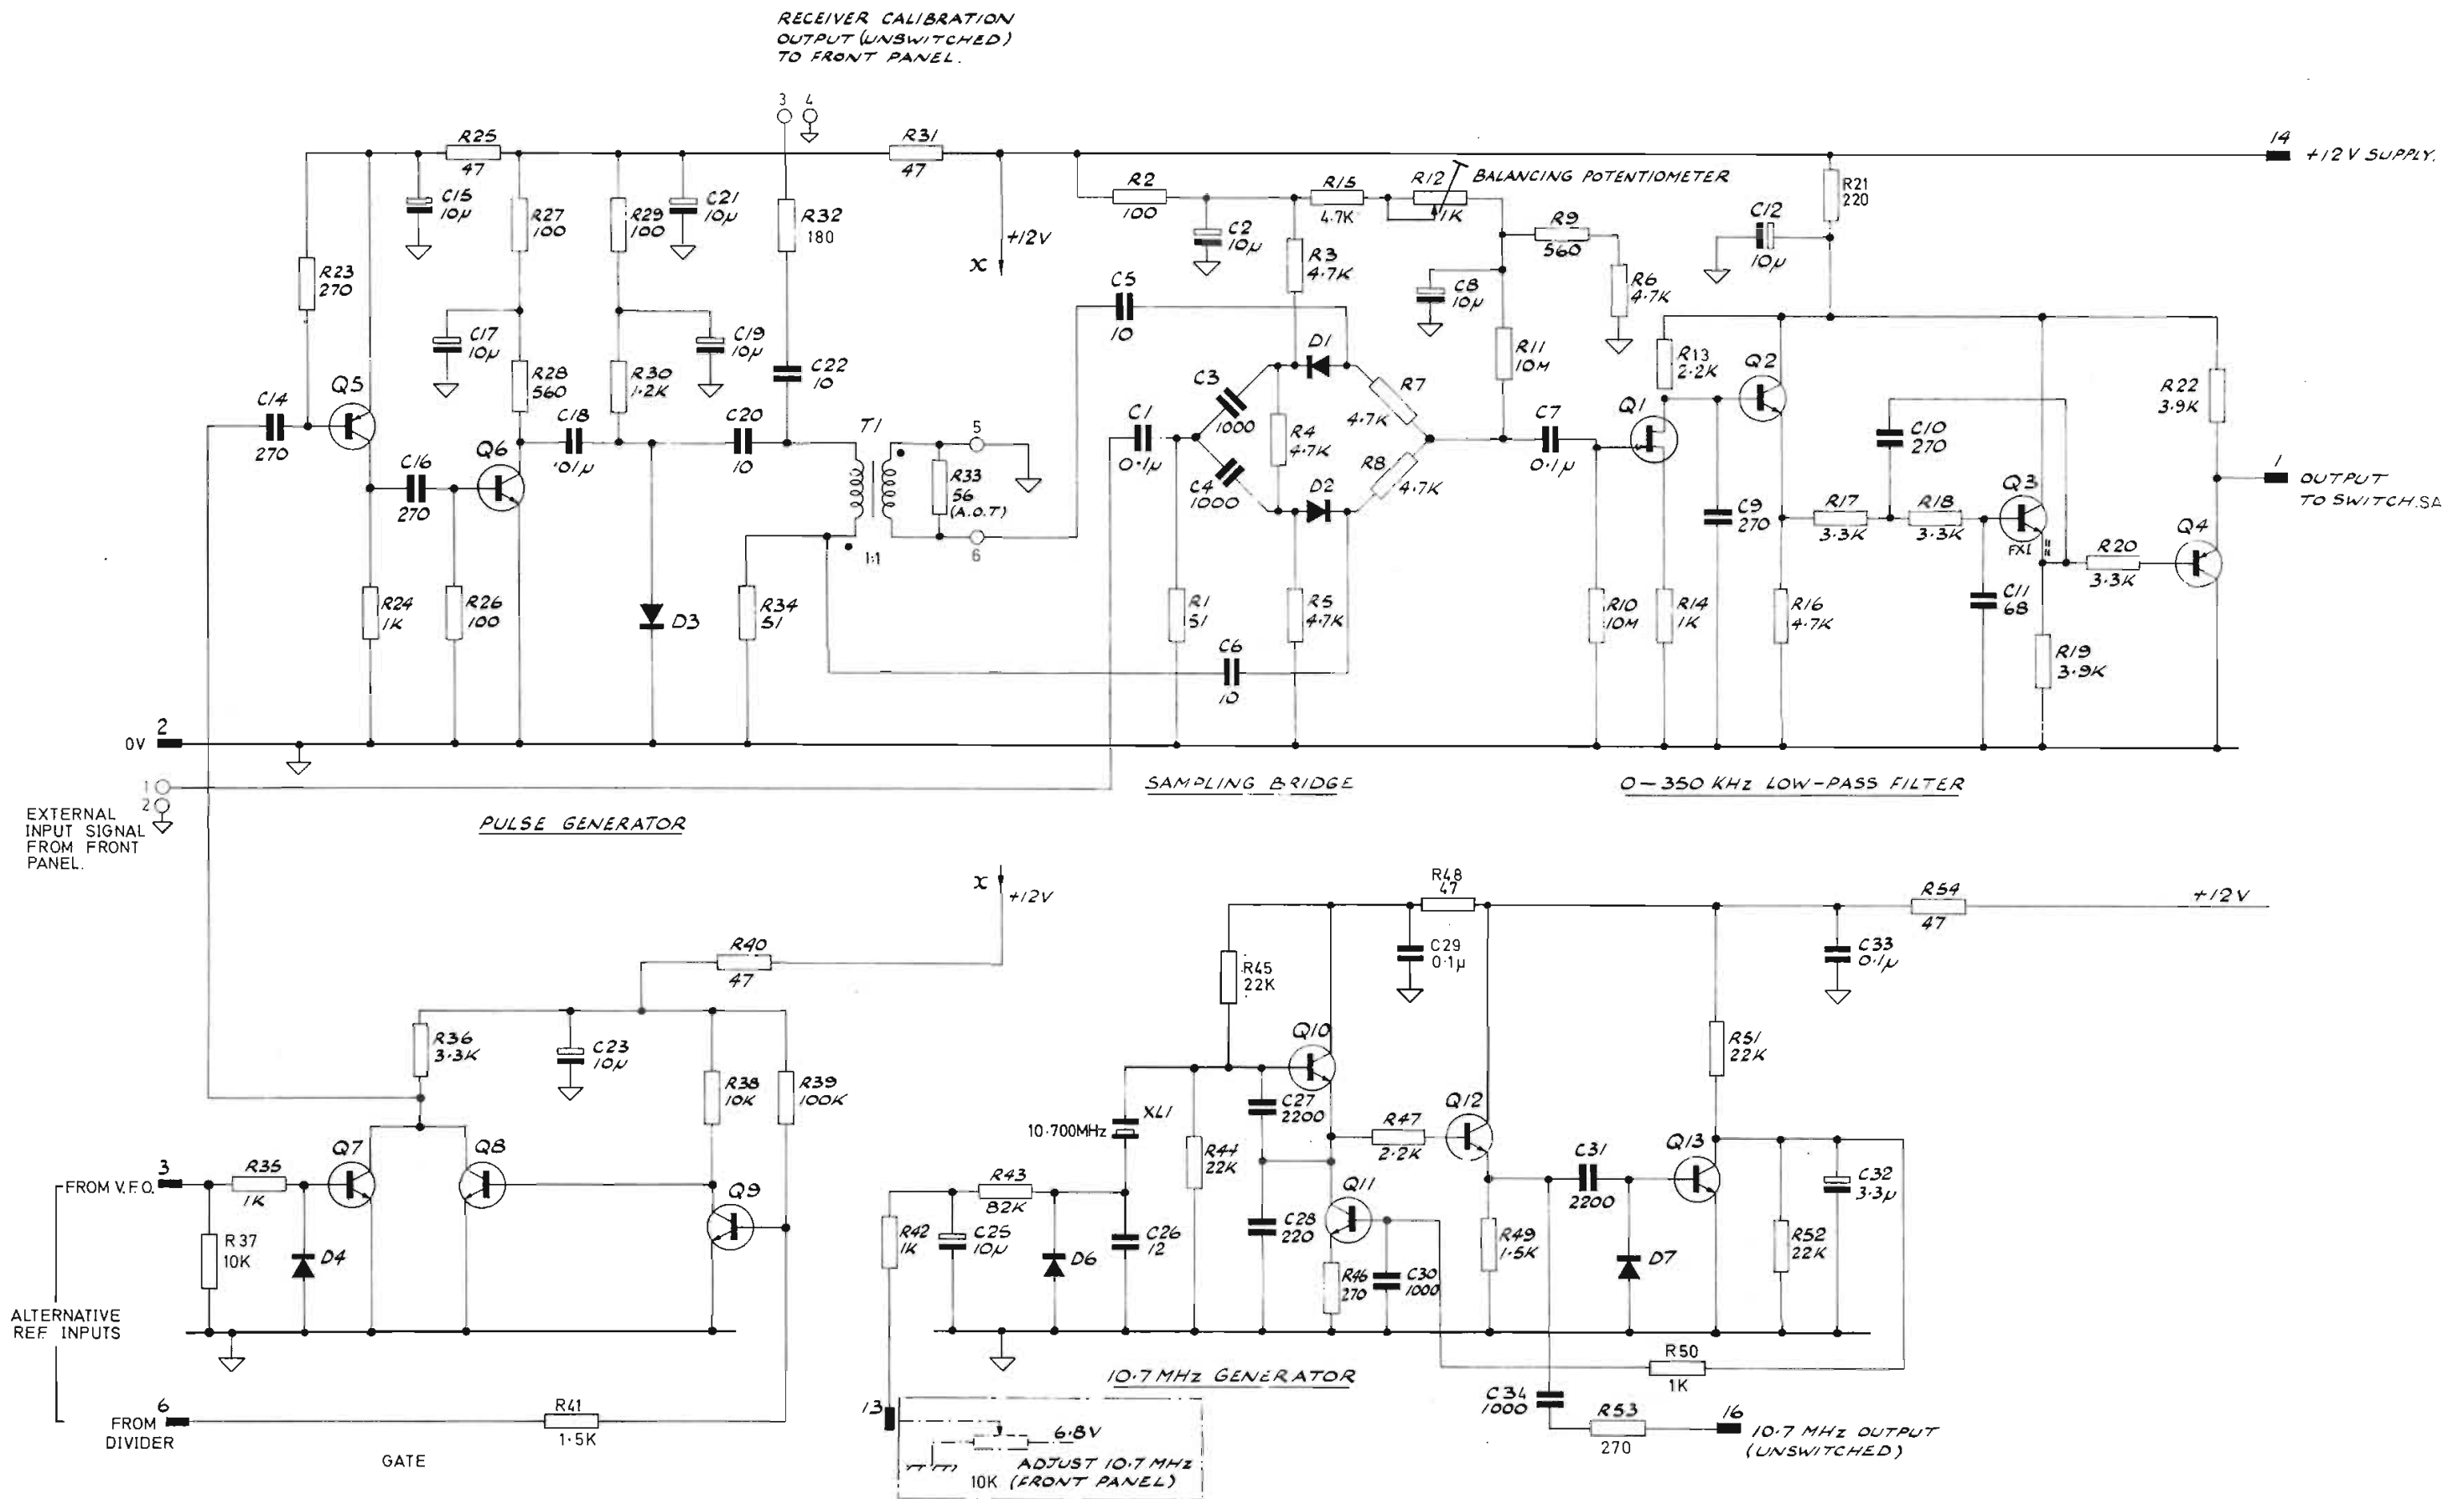 RECEIVER CALIBRATION
OUTPUT (UNSWITCHED)
TO FRONT PANEL.
3 4
R25
47
R31
47
14
+12V SUPPLY.
C15
10µ
R27
100
R29
100
C21
10µ
R32
180
+12V
X
R2
100
C2
10µ
R15
4.7K
R12
1K
BALANCING POTENTIOMETER
R3
4.7K
R9
560
R6
4.7K
C8
10µ
C12
10µ
R21
220
R23
270
C17
10µ
C19
10µ
R28
560
R30
1.2K
C22
10
C5
10
D1
R11
10M
R13
2.2K
Q2
R22
3.9K
Q5
C14
270
C16
270
Q6
C18
·01µ
C20
10
T1
1:1
5
R33
56
(A.O.T)
6
C1
0.1µ
C3
1000
R4
4.7K
C4
1000
R7
4.7K
R8
4.7K
D2
C7
0.1µ
Q1
C10
270
C9
270
R17
3.3K
R18
3.3K
Q3
FX1
R20
3.3K
Q4
1
OUTPUT
TO SWITCH.SA
R24
1K
R26
100
D3
R34
51
R1
51
R5
4.7K
C6
10
R10
10M
R14
1K
R16
4.7K
C11
68
R19
3.9K
0V
2
1
2
EXTERNAL
INPUT SIGNAL
FROM FRONT
PANEL.
PULSE GENERATOR
SAMPLING BRIDGE
0-350 KHz LOW-PASS FILTER
X
+12V
R40
47
R48
47
R54
47
+12V
C29
0.1µ
C33
0.1µ
R45
22K
R36
3.3K
C23
10µ
R38
10K
R39
100K
Q10
R51
22K
XL1
10.700MHz
C27
2200
R44
22K
R47
2.2K
Q12
C31
2200
Q13
C32
3.3µ
Q7
Q8
Q9
3
FROM V.F.O.
R35
1K
R37
10K
D4
R43
82K
R42
1K
C25
10µ
D6
C26
12
C28
220
Q11
R46
270
C30
1000
R49
1.5K
D7
R52
22K
ALTERNATIVE
REF. INPUTS
6
FROM
DIVIDER
R41
1.5K
GATE
10.7 MHz GENERATOR
R50
1K
13
6.8V
ADJUST 10.7 MHz
10K (FRONT PANEL)
C34
1000
R53
270
16
10.7 MHz OUTPUT
(UNSWITCHED)